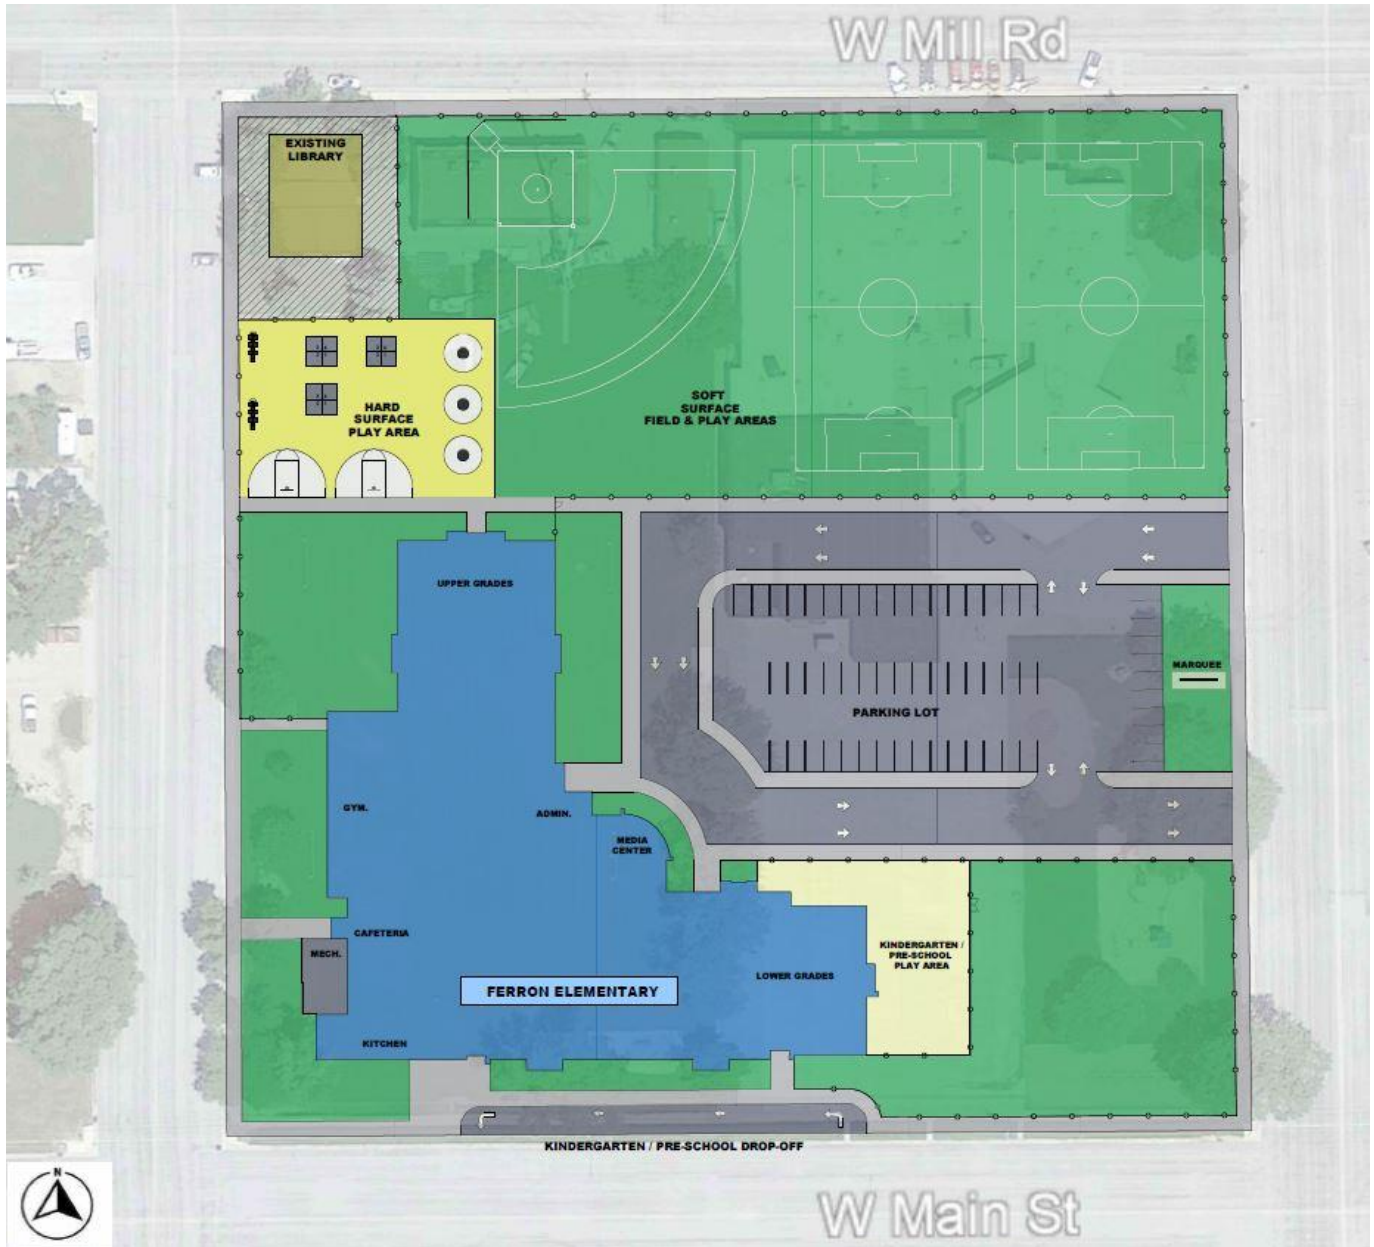 W Mill Rd
EXISTING
LIBRARY
HARD
SURFACE
PLAY AREA
SOFT
SURFACE
FIELD & PLAY AREAS
UPPER GRADES
MARQUEE
PARKING LOT
GYM.
ADMIN.
MEDIA
CENTER
CAFETERIA
MECH.
KINDERGARTEN /
PRE-SCHOOL
PLAY AREA
LOWER GRADES
FERRON ELEMENTARY
KITCHEN
KINDERGARTEN / PRE-SCHOOL DROP-OFF
N
W Main St